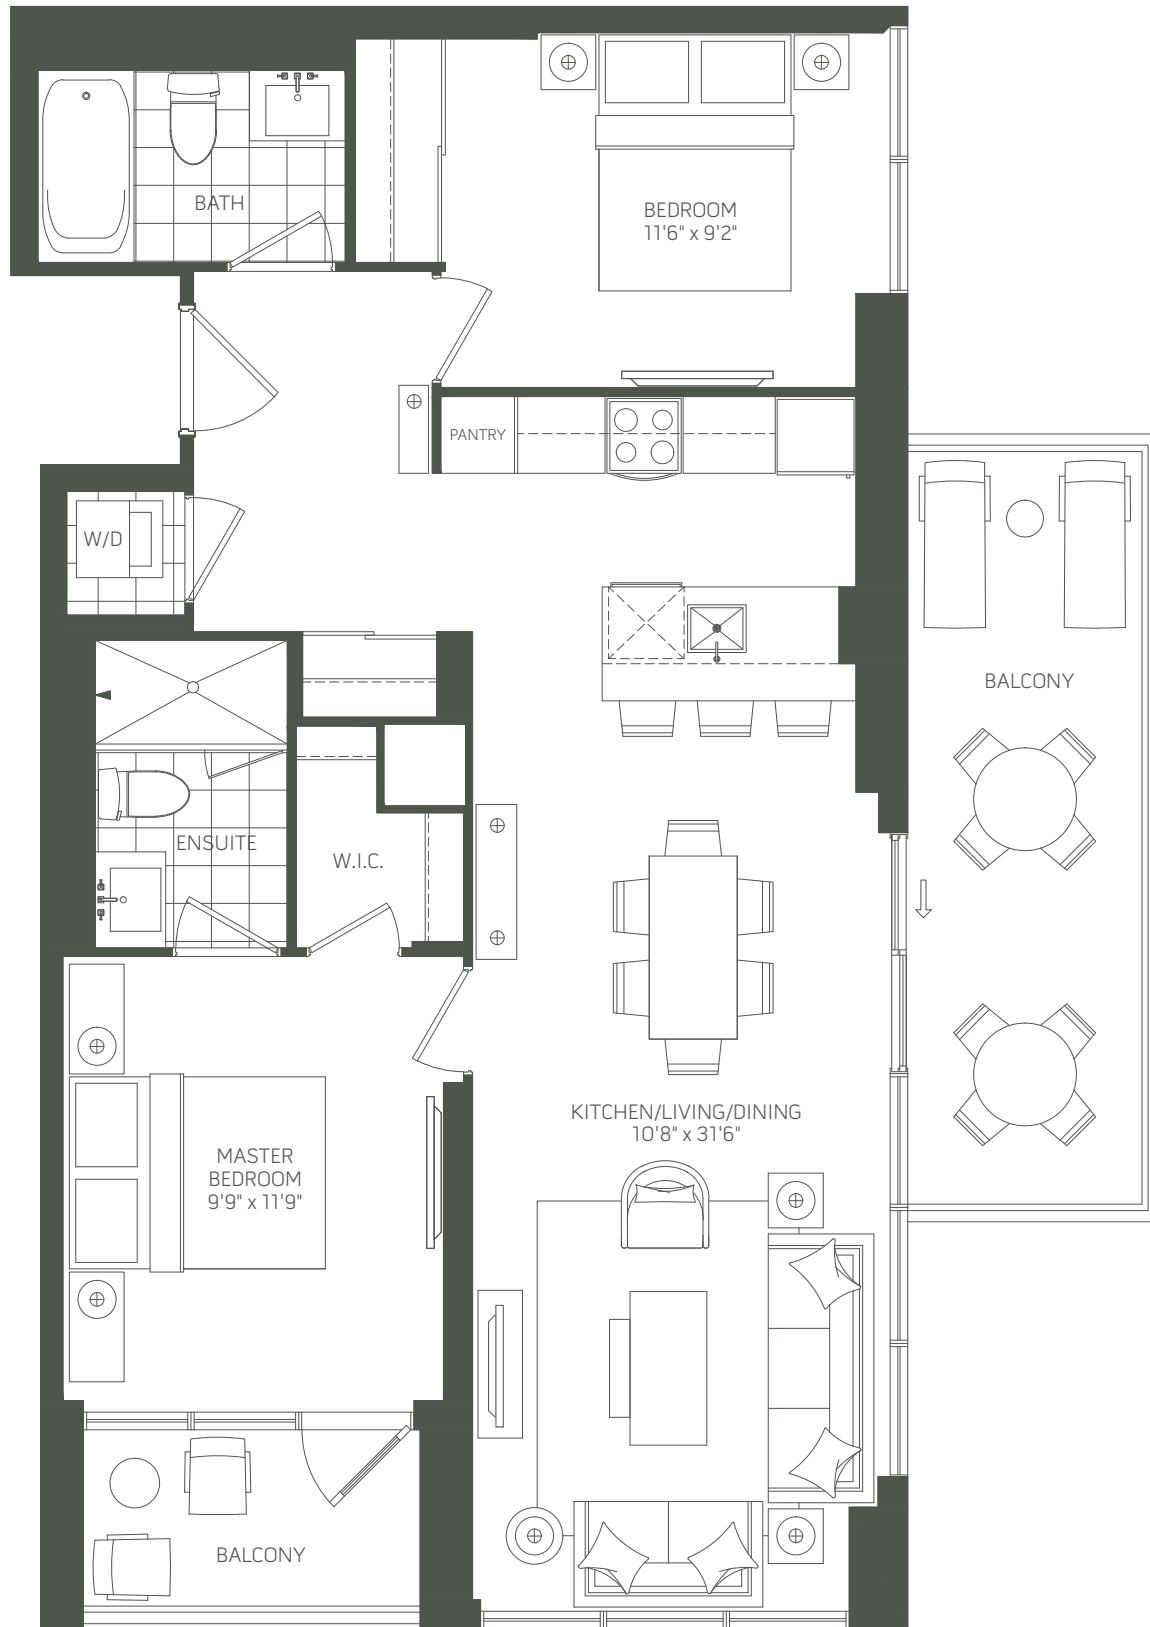 BATH
BEDROOM
11'6" x 9'2"
PANTRY
W/D
BALCONY
ENSUITE
W.I.C.
KITCHEN/LIVING/DINING
10'8" x 31'6"
MASTER
BEDROOM
9'9" x 11'9"
BALCONY